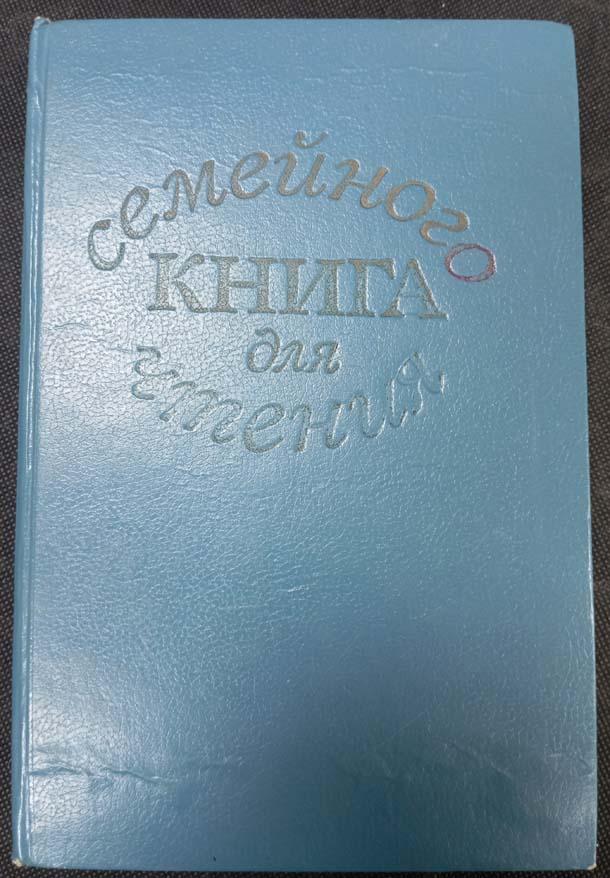 семейного
КНИГА
для
чтения